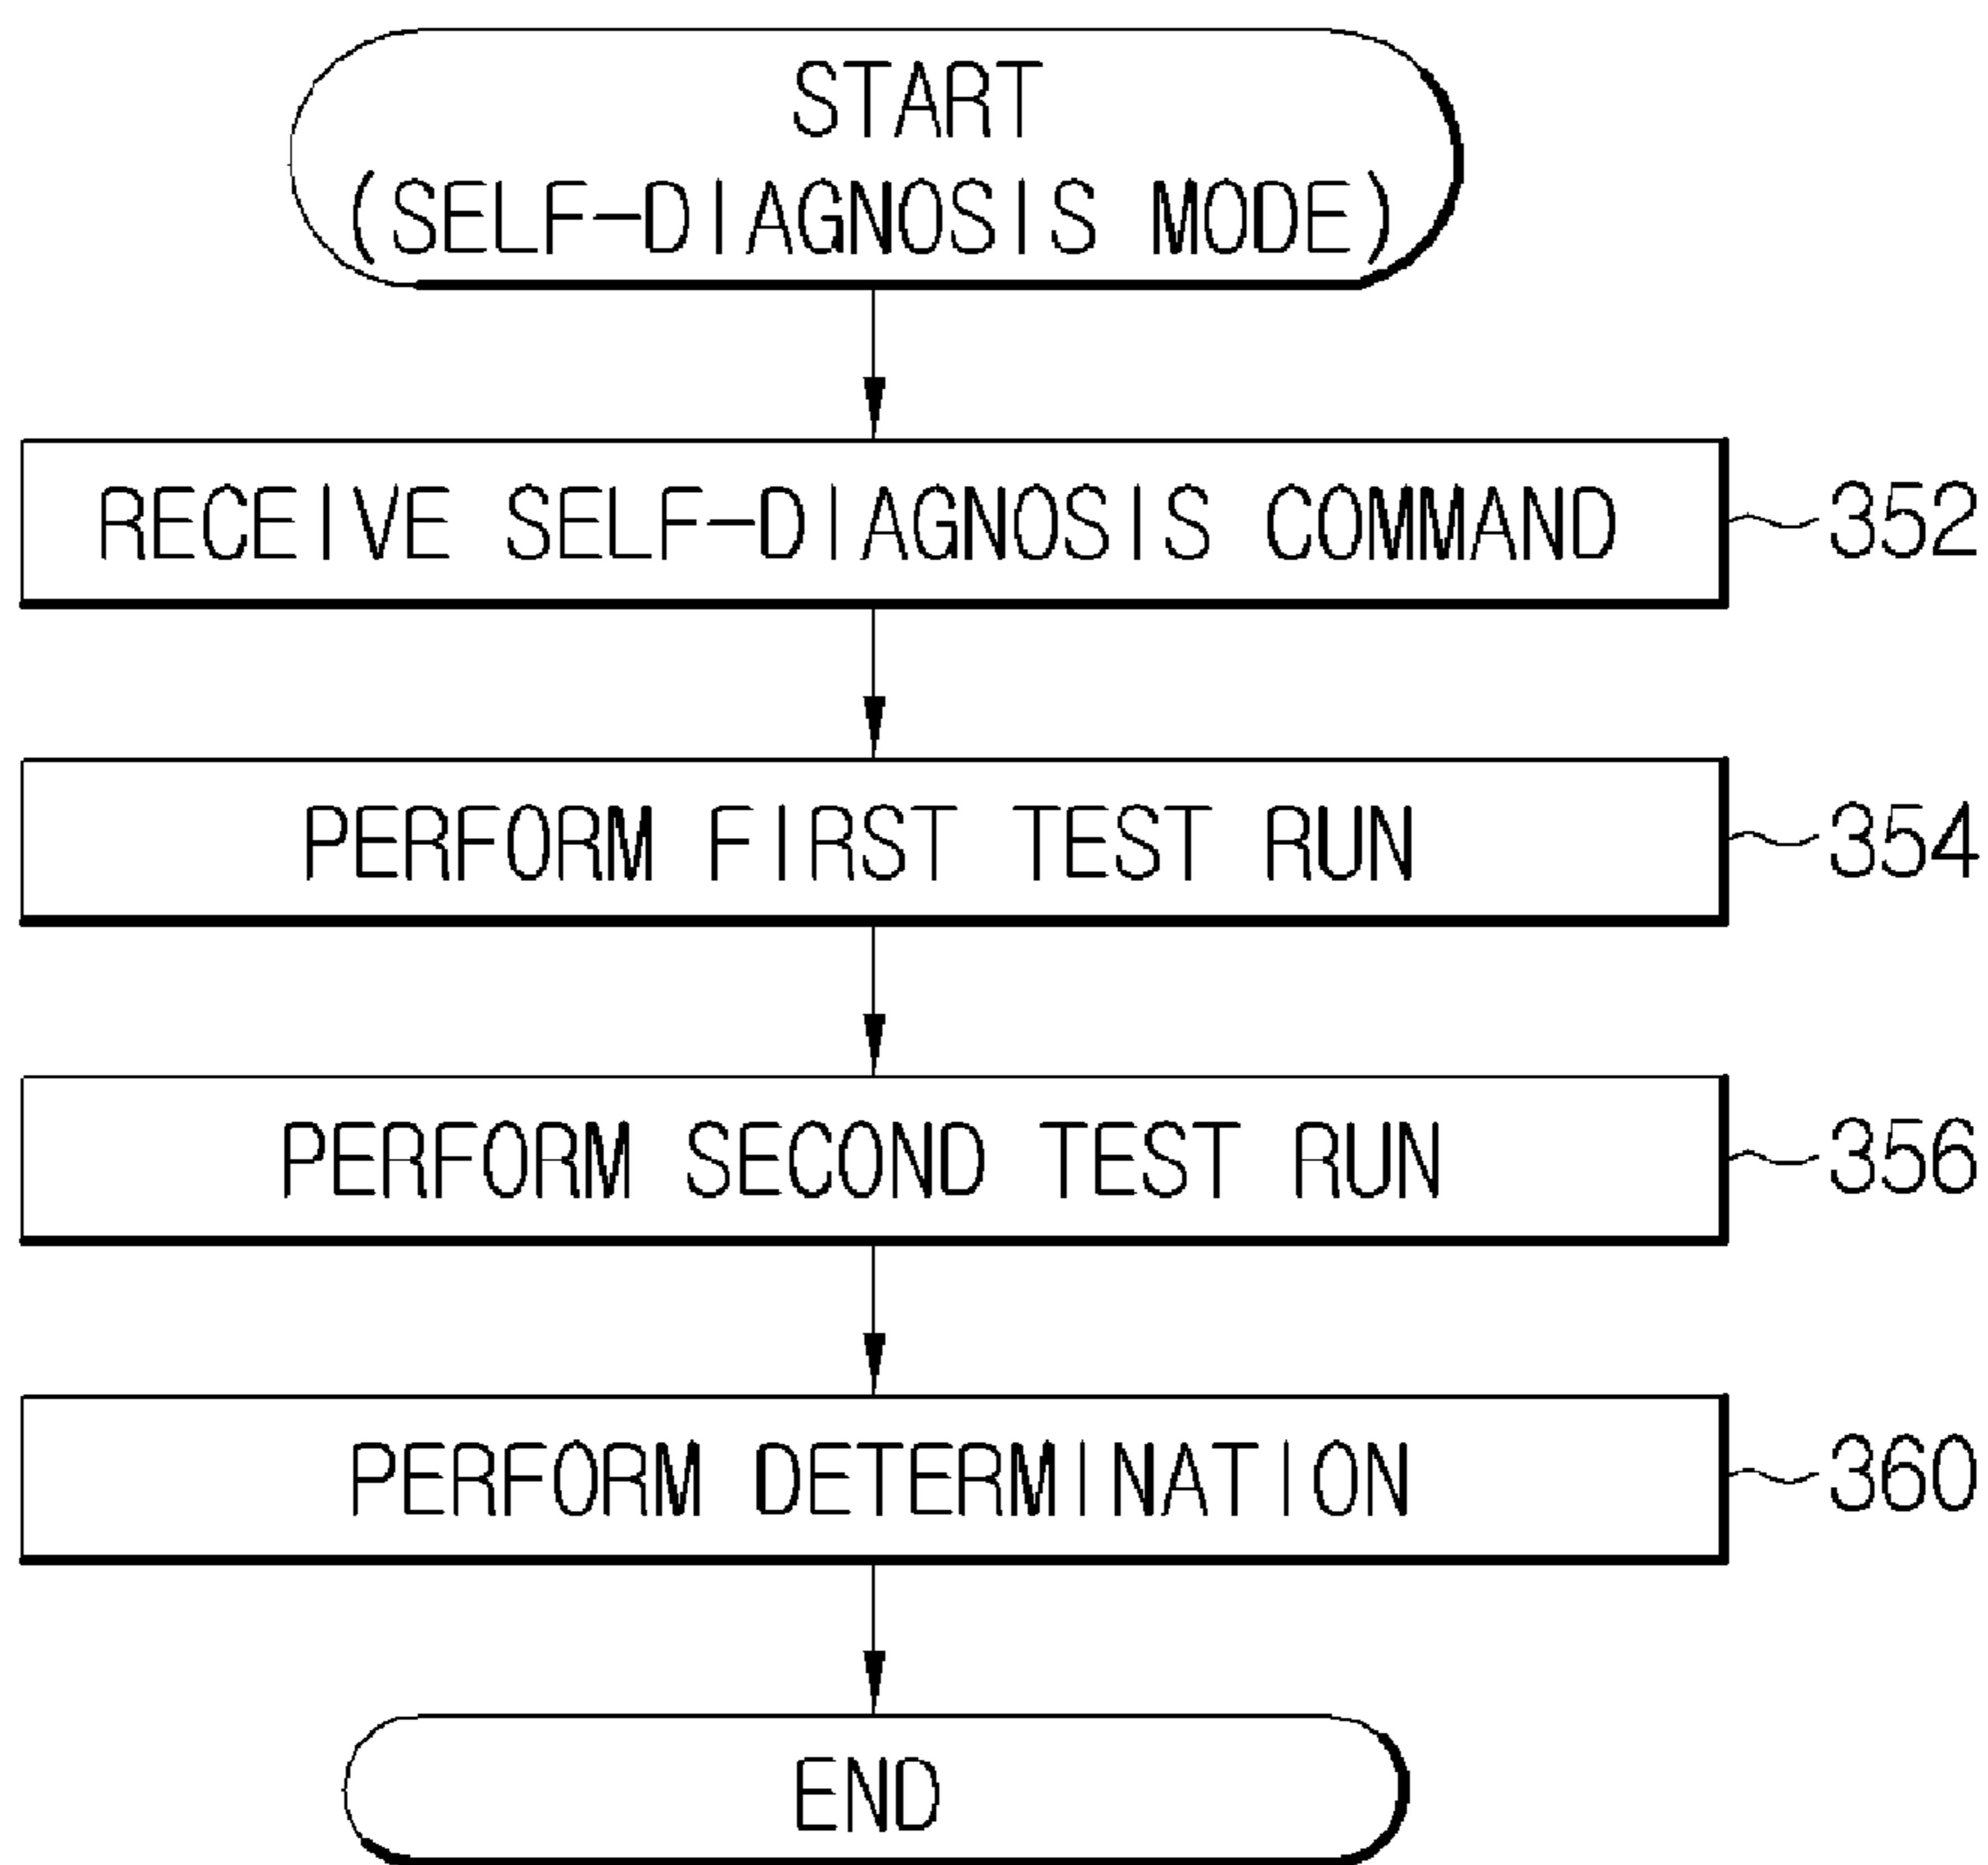 START
(SELF-DIAGNOSIS MODE)
RECEIVE SELF-DIAGNOSIS COMMAND
352
PERFORM FIRST TEST RUN
354
PERFORM SECOND TEST RUN
356
PERFORM DETERMINATION
360
END